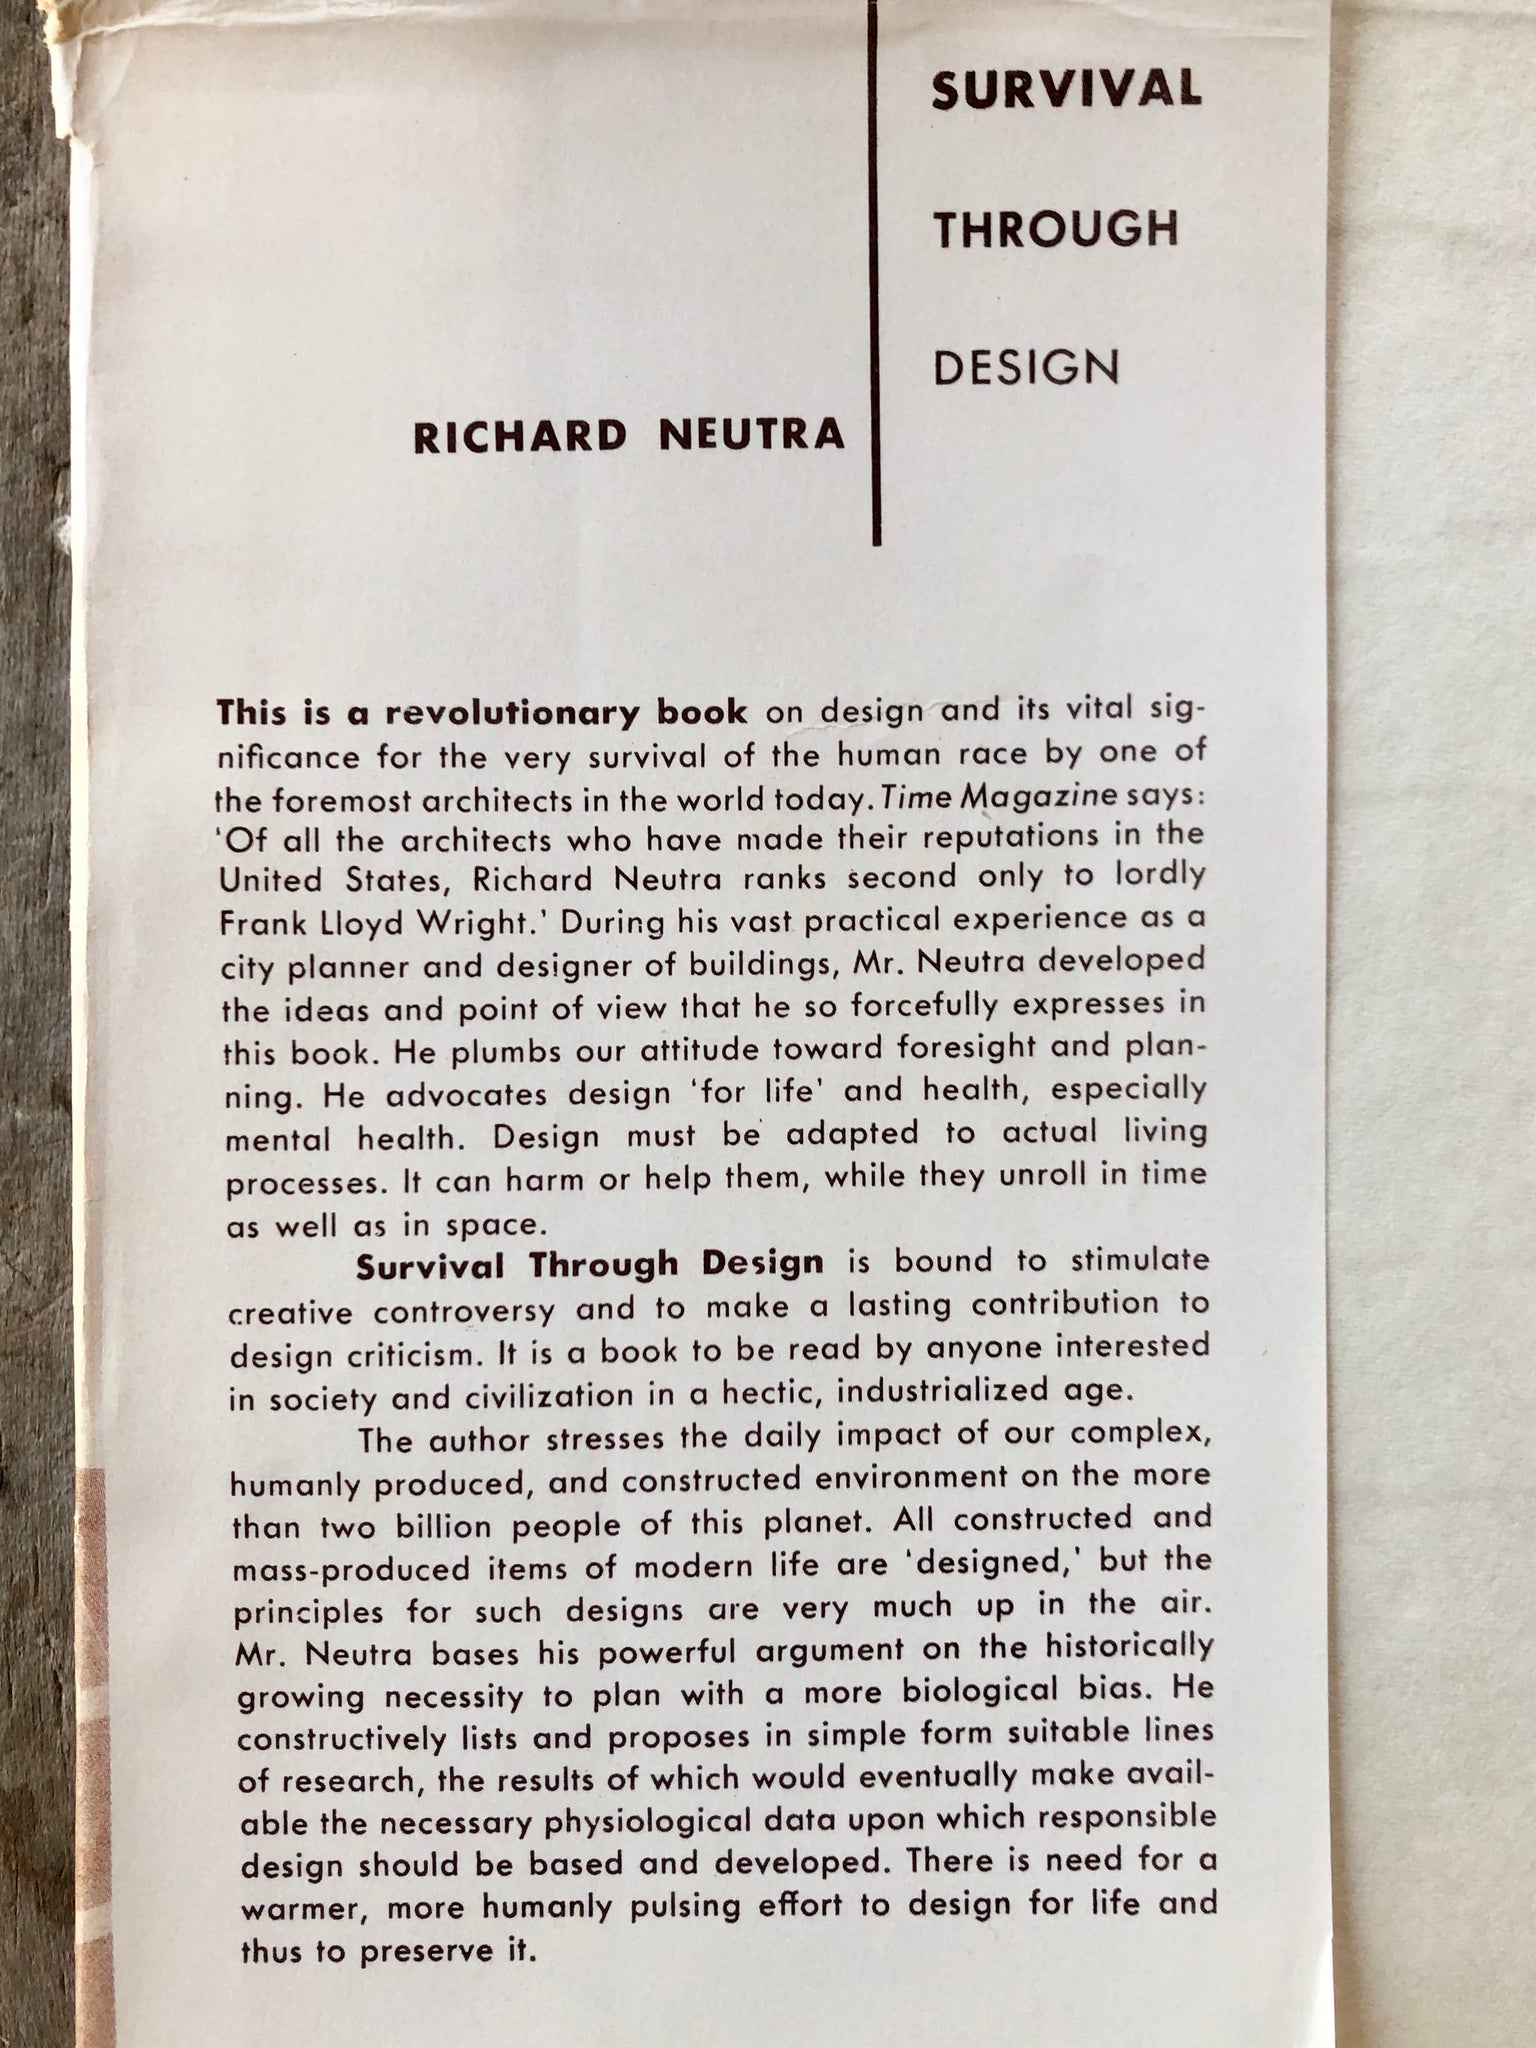 SURVIVAL
THROUGH
DESIGN
RICHARD NEUTRA
This is a revolutionary book on design and its vital sig-
nificance for the very survival of the human race by one of
the foremost architects in the world today. Time Magazine says:
'Of all the architects who have made their reputations in the
United States, Richard Neutra ranks second only to lordly
Frank Lloyd Wright.' During his vast practical experience as a
city planner and designer of buildings, Mr. Neutra developed
the ideas and point of view that he so forcefully expresses in
this book. He plumbs our attitude toward foresight and plan-
ning. He advocates design 'for life' and health, especially
mental health. Design must be adapted to actual living
processes. It can harm or help them, while they unroll in time
as well as in space.
Survival Through Design is bound to stimulate
creative controversy and to make a lasting contribution to
design criticism. It is a book to be read by anyone interested
in society and civilization in a hectic, industrialized age.
The author stresses the daily impact of our complex,
humanly produced, and constructed environment on the more
than two billion people of this planet. All constructed and
mass-produced items of modern life are 'designed,' but the
principles for such designs are very much up in the air.
Mr. Neutra bases his powerful argument on the historically
growing necessity to plan with a more biological bias. He
constructively lists and proposes in simple form suitable lines
of research, the results of which would eventually make avail-
able the necessary physiological data upon which responsible
design should be based and developed. There is need for a
warmer, more humanly pulsing effort to design for life and
thus to preserve it.